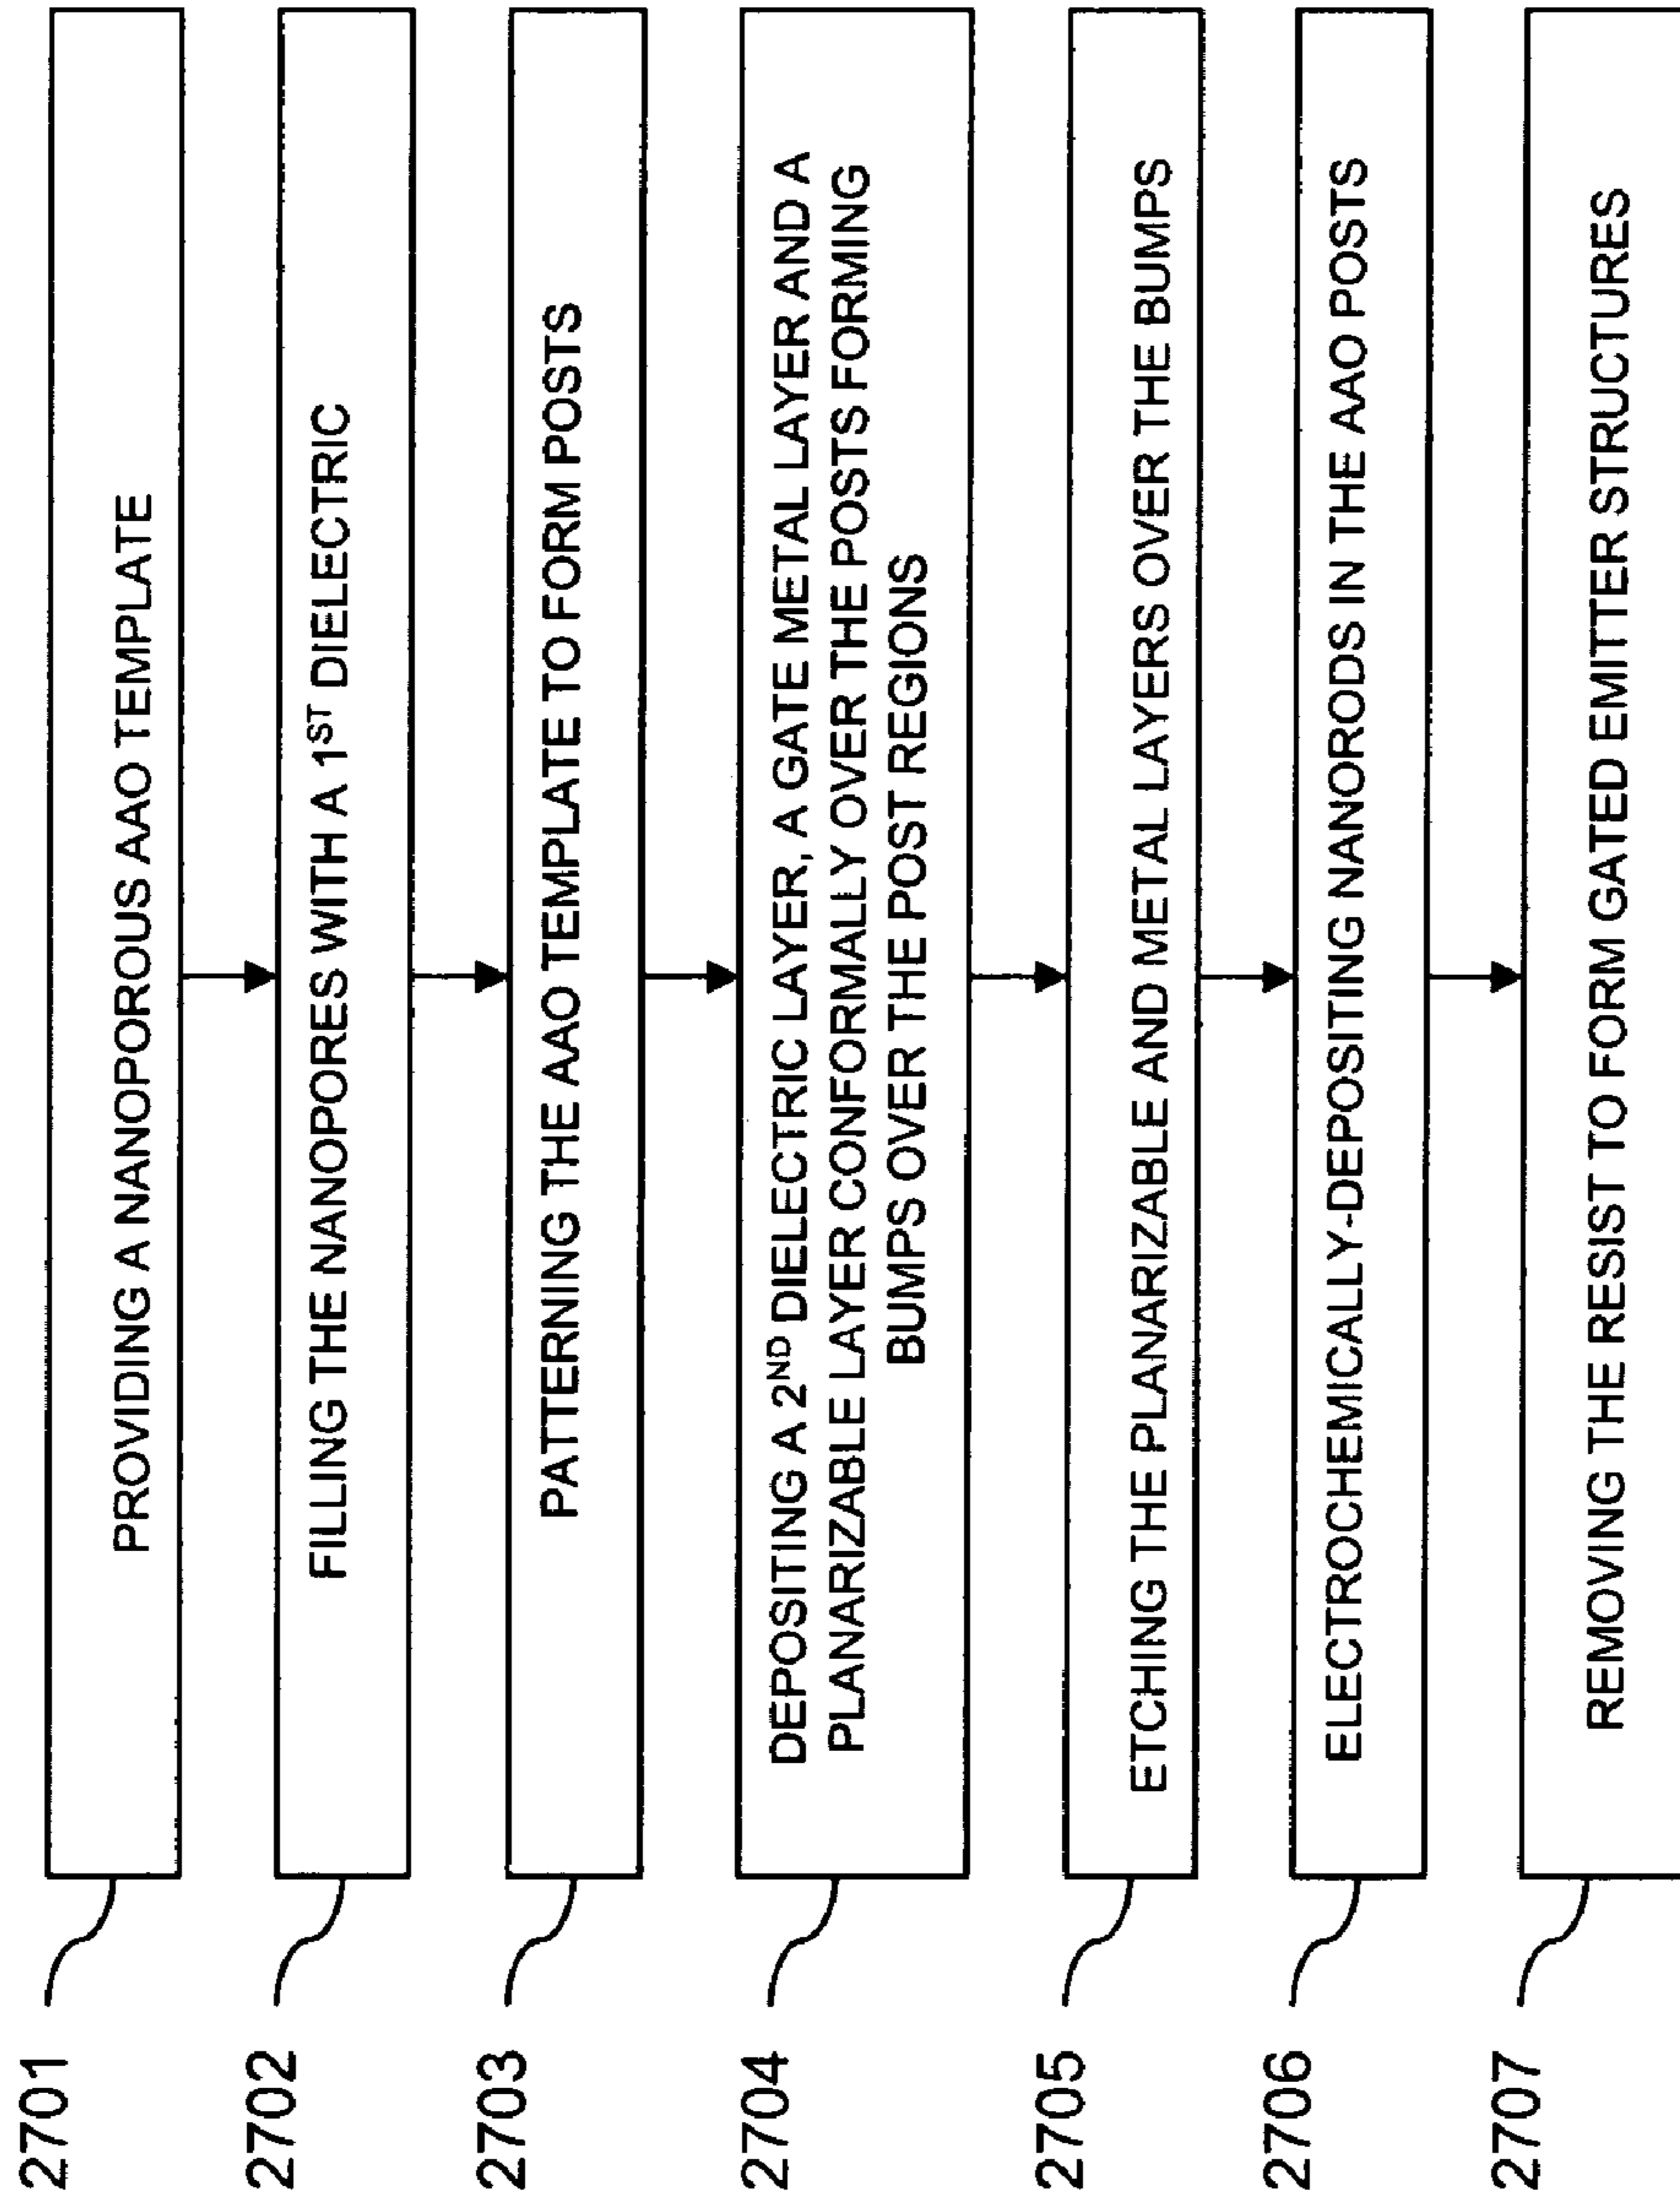 2701
PROVIDING A NANOPOROUS AAO TEMPLATE
2702
FILLING THE NANOPORES WITH A 1ST DIELECTRIC
2703
PATTERNING THE AAO TEMPLATE TO FORM POSTS
2704
DEPOSITING A 2ND DIELECTRIC LAYER, A GATE METAL LAYER AND A
PLANARIZABLE LAYER CONFORMALLY OVER THE POSTS FORMING
BUMPS OVER THE POST REGIONS
2705
ETCHING THE PLANARIZABLE AND METAL LAYERS OVER THE BUMPS
2706
ELECTROCHEMICALLY-DEPOSITING NANORODS IN THE AAO POSTS
2707
REMOVING THE RESIST TO FORM GATED EMITTER STRUCTURES